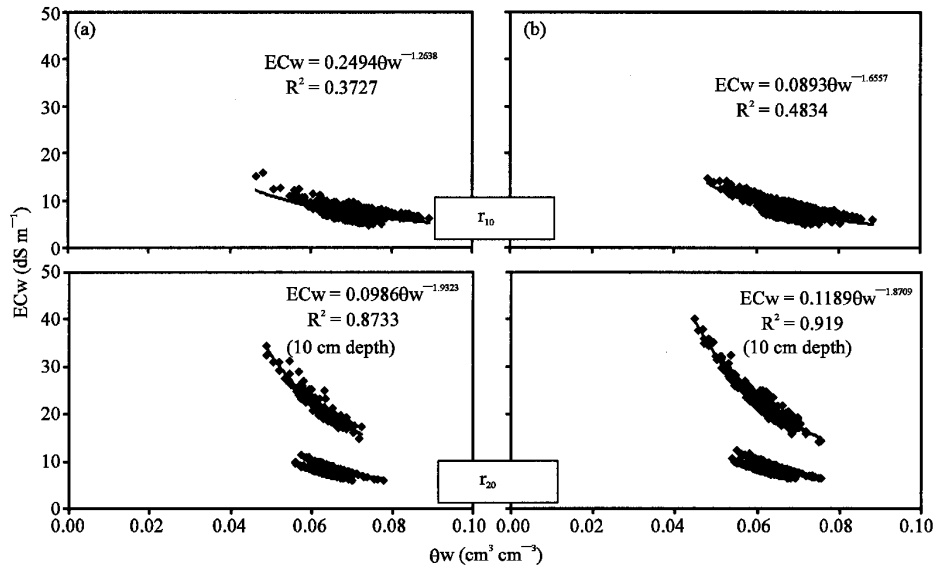 (a)
ECw = 0.2494θw^−1.2638
R² = 0.3727
(b)
ECw = 0.0893θw^−1.6557
R² = 0.4834
50
40
30
20
10
0
r₁₀
ECw (dS m⁻¹)
ECw = 0.0986θw^−1.9323
R² = 0.8733
(10 cm depth)
ECw = 0.1189θw^−1.8709
R² = 0.919
(10 cm depth)
50
40
30
20
10
0
r₂₀
0.00 0.02 0.04 0.06 0.08 0.10
0.00 0.02 0.04 0.06 0.08 0.10
θw (cm³ cm⁻³)